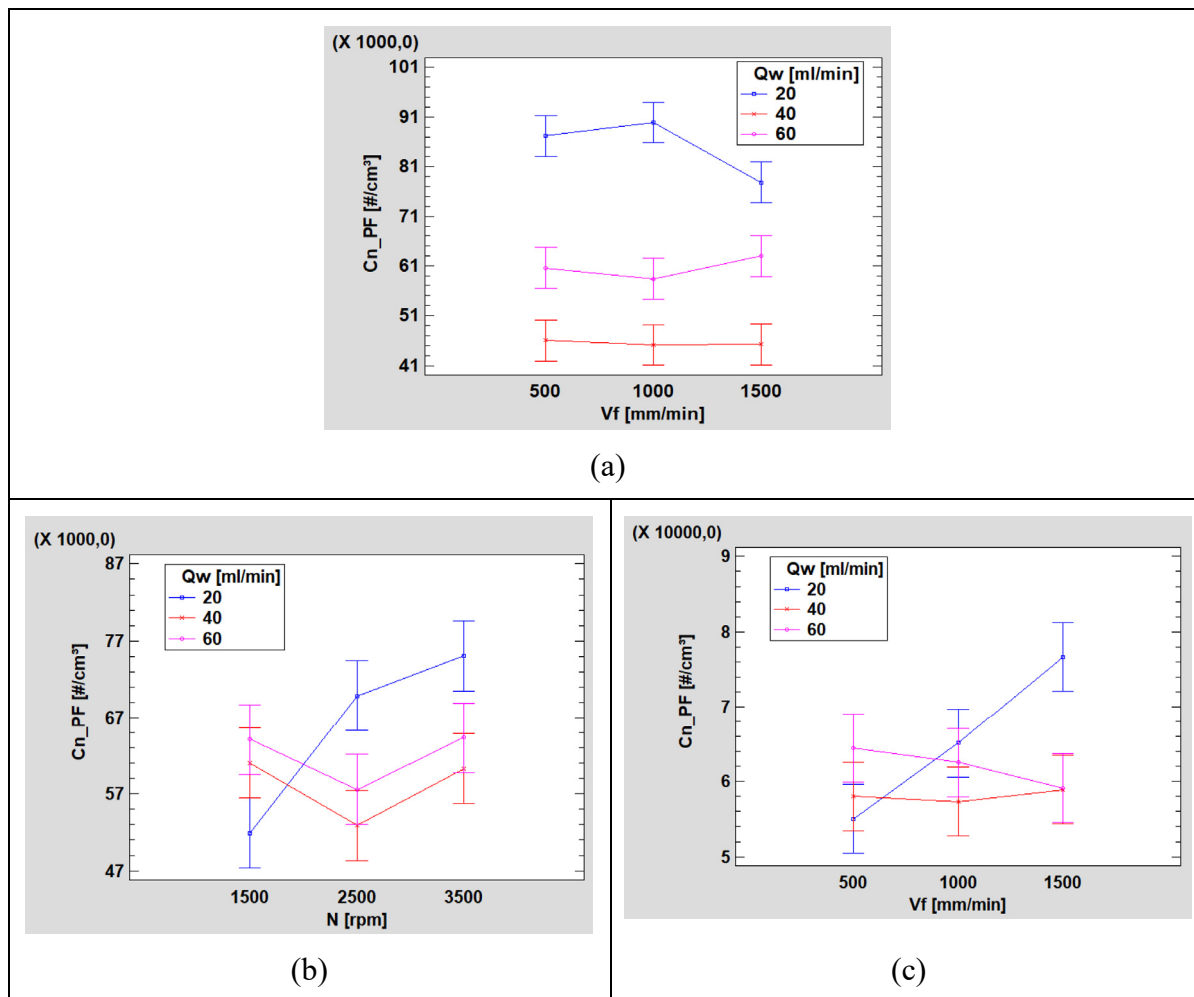 (X 1000,0)
Qw [ml/min]
20
40
60
101
91
81
71
61
51
41
Cn_PF [#/cm³]
500 1000 1500
Vf [mm/min]
(a)
(X 1000,0)
Qw [ml/min]
20
40
60
87
77
67
57
47
Cn_PF [#/cm³]
1500 2500 3500
N [rpm]
(b)
(X 10000,0)
Qw [ml/min]
20
40
60
9
8
7
6
5
Cn_PF [#/cm³]
500 1000 1500
Vf [mm/min]
(c)